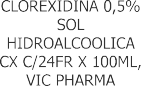 CLOREXIDINA 0,5%
SOL
HIDROALCOOLICA
CX C/24FR X 100ML,
VIC PHARMA